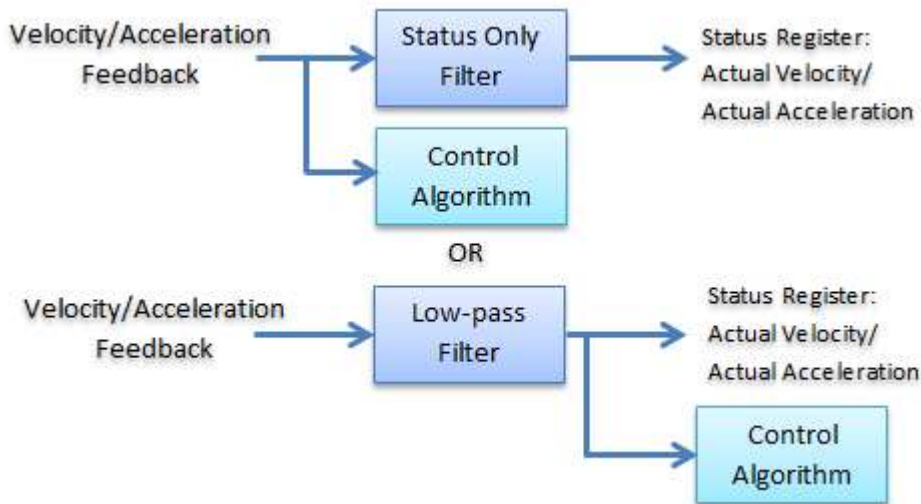 Velocity/Acceleration
Feedback
Status Only
Filter
Status Register:
Actual Velocity/
Actual Acceleration
Control
Algorithm
OR
Velocity/Acceleration
Feedback
Low-pass
Filter
Status Register:
Actual Velocity/
Actual Acceleration
Control
Algorithm